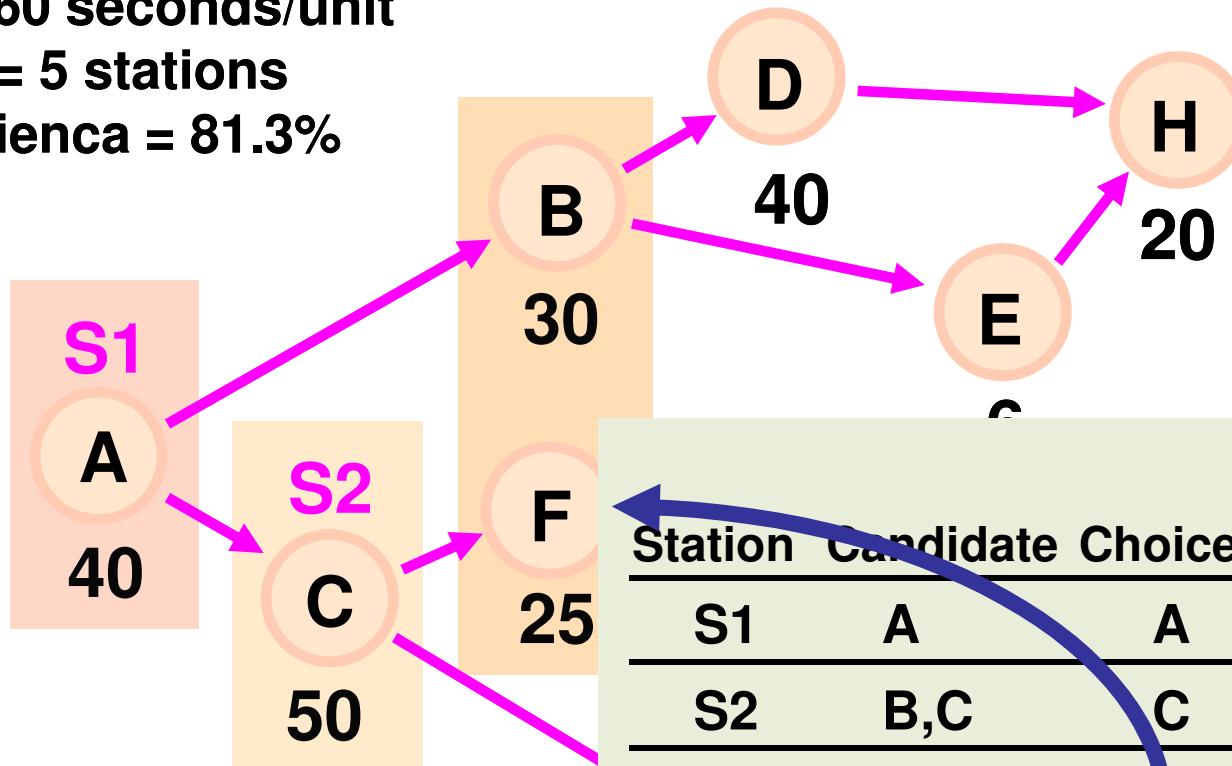 60 seconds/unit
= 5 stations
ienca = 81.3%
D
H
40
20
B
30
E
6
S1
A
40
S2
C
50
F
25
Station Candidate Choice
S1 A A
S2 B,C C